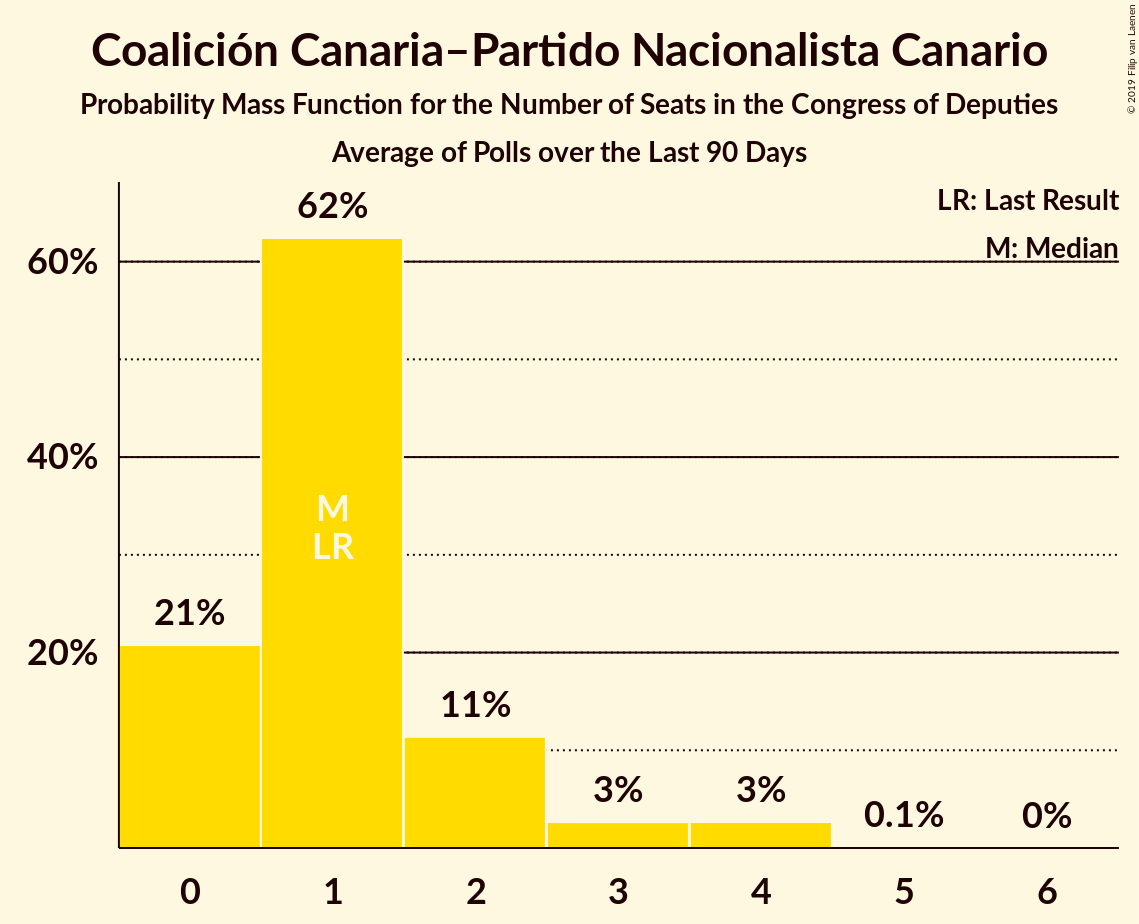 Coalición Canaria–Partido Nacionalista Canario
Probability Mass Function for the Number of Seats in the Congress of Deputies
Average of Polls over the Last 90 Days
© 2019 Filip van Laenen
LR: Last Result
M: Median
60%
40%
20%
21%
62%
M
LR
11%
3%
3%
0.1%
0%
0 1 2 3 4 5 6